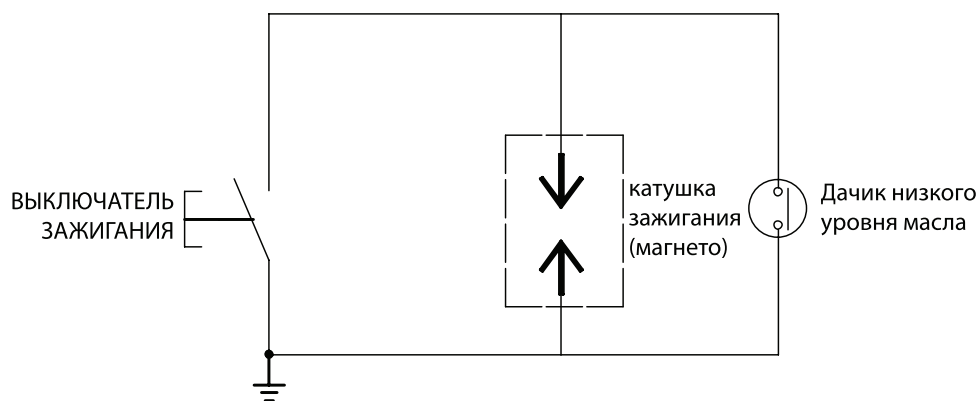 ВЫКЛЮЧАТЕЛЬ
ЗАЖИГАНИЯ
катушка
зажигания
(магнето)
Дачик низкого
уровня масла